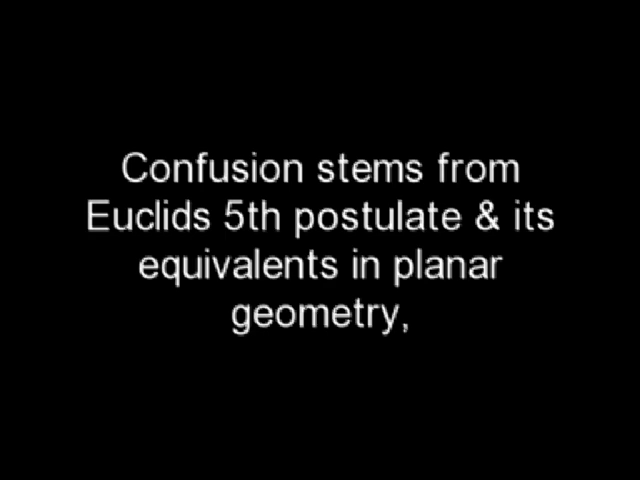 Confusion stems from
Euclids 5th postulate & its
equivalents in planar
geometry,